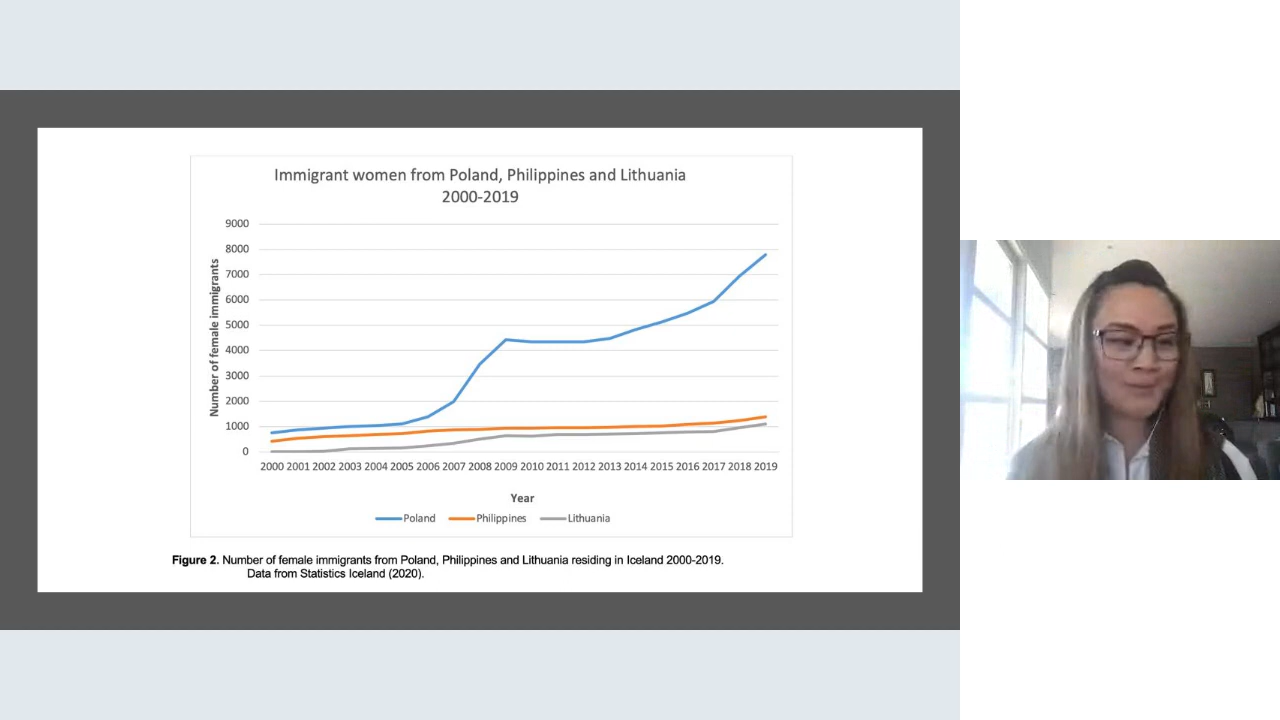 Immigrant women from Poland, Philippines and Lithuania
2000-2019
Number of female immigrants
9000
8000
7000
6000
5000
4000
3000
2000
1000
0
2000 2001 2002 2003 2004 2005 2006 2007 2008 2009 2010 2011 2012 2013 2014 2015 2016 2017 2018 2019
Year
Poland Philippines Lithuania
Figure 2. Number of female immigrants from Poland, Philippines and Lithuania residing in Iceland 2000-2019.
Data from Statistics Iceland (2020).